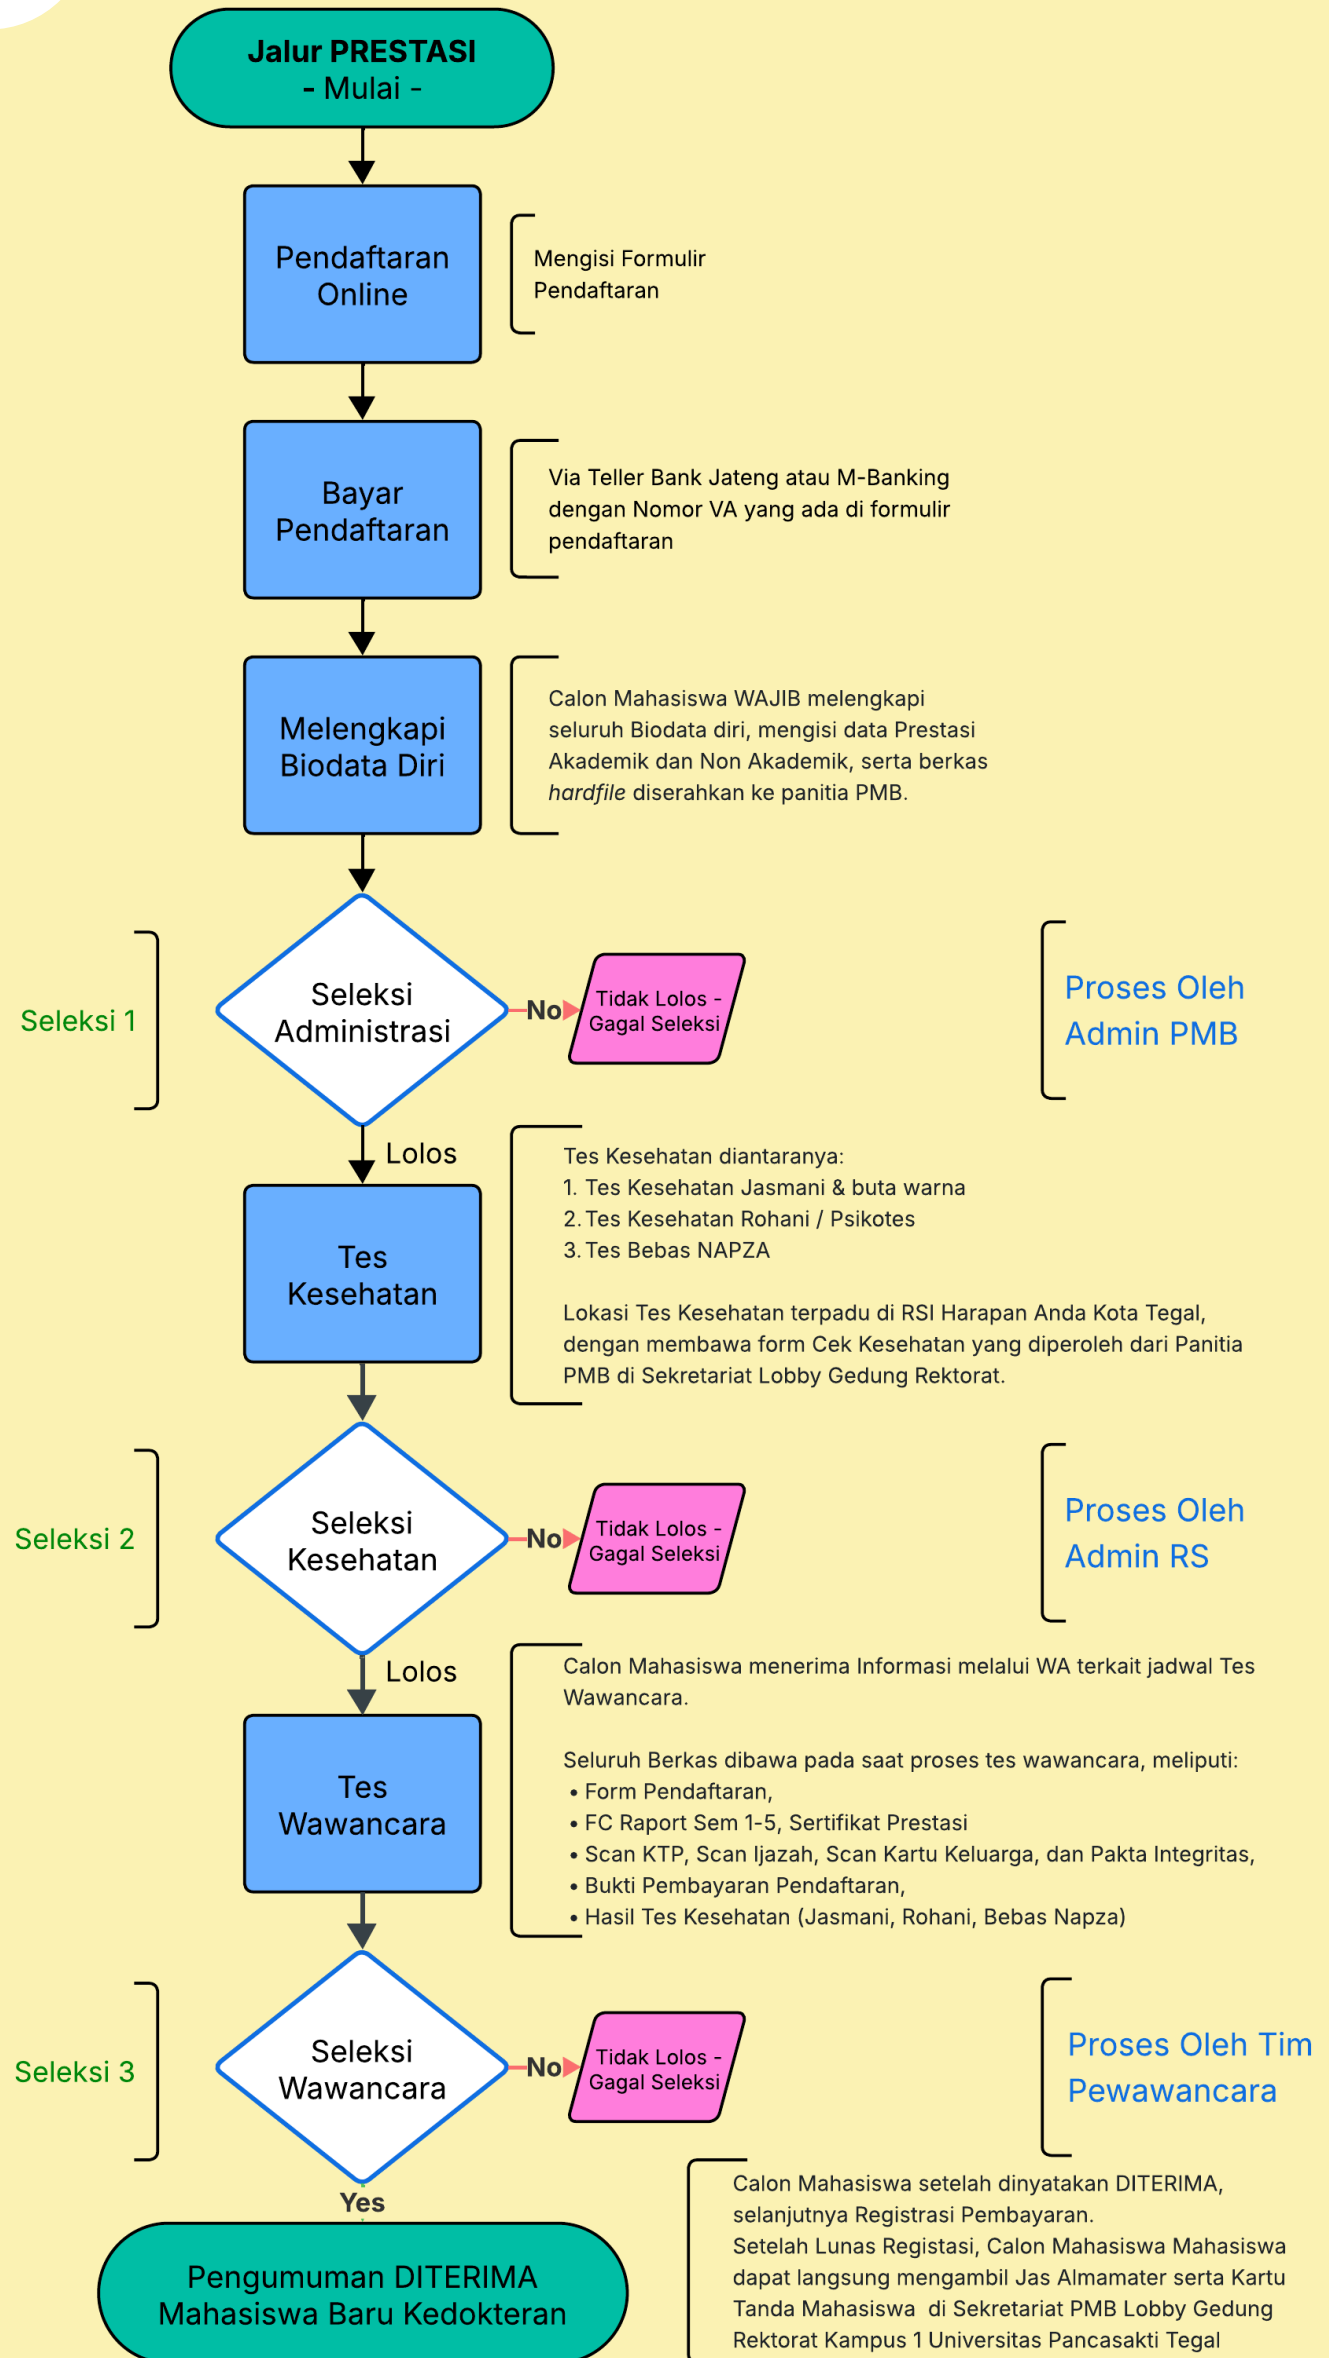 Jalur PRESTASI
- Mulai -
Pendaftaran
Online
Mengisi Formulir
Pendaftaran
Bayar
Pendaftaran
Via Teller Bank Jateng atau M-Banking
dengan Nomor VA yang ada di formulir
pendaftaran
Melengkapi
Biodata Diri
Calon Mahasiswa WAJIB melengkapi
seluruh Biodata diri, mengisi data Prestasi
Akademik dan Non Akademik, serta berkas
hardfile diserahkan ke panitia PMB.
Seleksi 1
Seleksi
Administrasi
No
Tidak Lolos -
Gagal Seleksi
Proses Oleh
Admin PMB
Lolos
Tes
Kesehatan
Tes Kesehatan diantaranya:
1. Tes Kesehatan Jasmani & buta warna
2. Tes Kesehatan Rohani / Psikotes
3. Tes Bebas NAPZA
Lokasi Tes Kesehatan terpadu di RSI Harapan Anda Kota Tegal,
dengan membawa form Cek Kesehatan yang diperoleh dari Panitia
PMB di Sekretariat Lobby Gedung Rektorat.
Seleksi 2
Seleksi
Kesehatan
No
Tidak Lolos -
Gagal Seleksi
Proses Oleh
Admin RS
Lolos
Tes
Wawancara
Calon Mahasiswa menerima Informasi melalui WA terkait jadwal Tes
Wawancara.
Seluruh Berkas dibawa pada saat proses tes wawancara, meliputi:
• Form Pendaftaran,
• FC Raport Sem 1-5, Sertifikat Prestasi
• Scan KTP, Scan Ijazah, Scan Kartu Keluarga, dan Pakta Integritas,
• Bukti Pembayaran Pendaftaran,
• Hasil Tes Kesehatan (Jasmani, Rohani, Bebas Napza)
Seleksi 3
Seleksi
Wawancara
No
Tidak Lolos -
Gagal Seleksi
Proses Oleh Tim
Pewawancara
Yes
Pengumuman DITERIMA
Mahasiswa Baru Kedokteran
Calon Mahasiswa setelah dinyatakan DITERIMA,
selanjutnya Registrasi Pembayaran.
Setelah Lunas Registasi, Calon Mahasiswa Mahasiswa
dapat langsung mengambil Jas Almamater serta Kartu
Tanda Mahasiswa di Sekretariat PMB Lobby Gedung
Rektorat Kampus 1 Universitas Pancasakti Tegal